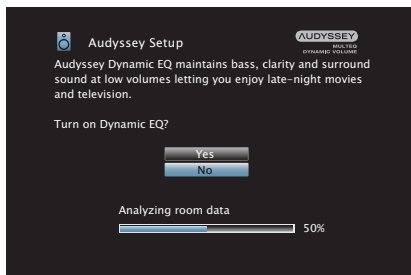 Audyssey Setup
AUDYSSEY
MULTEQ
DYNAMIC VOLUME
Audyssey Dynamic EQ maintains bass, clarity and surround
sound at low volumes letting you enjoy late-night movies
and television.
Turn on Dynamic EQ?
Yes
No
Analyzing room data
50%